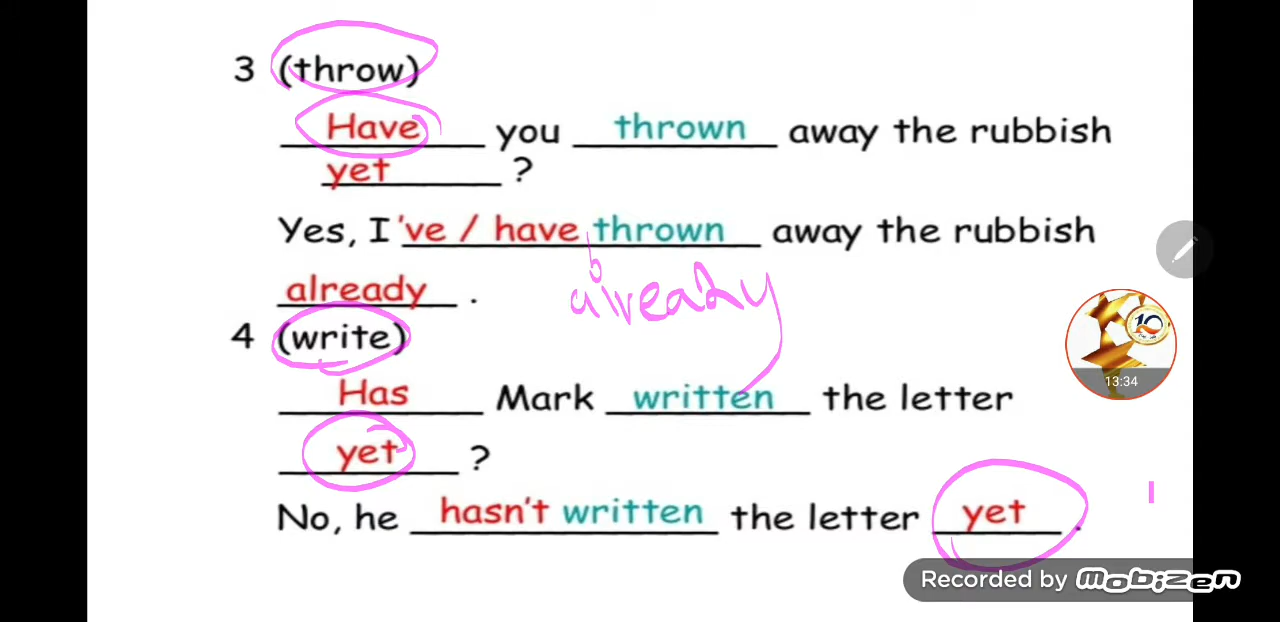 3 (throw)
Have you thrown away the rubbish
yet ?
Yes, I 've / have thrown away the rubbish
already .
already
4 (write)
Has Mark written the letter
yet ?
No, he hasn't written the letter yet .
10
13:34
Recorded by Mobizen